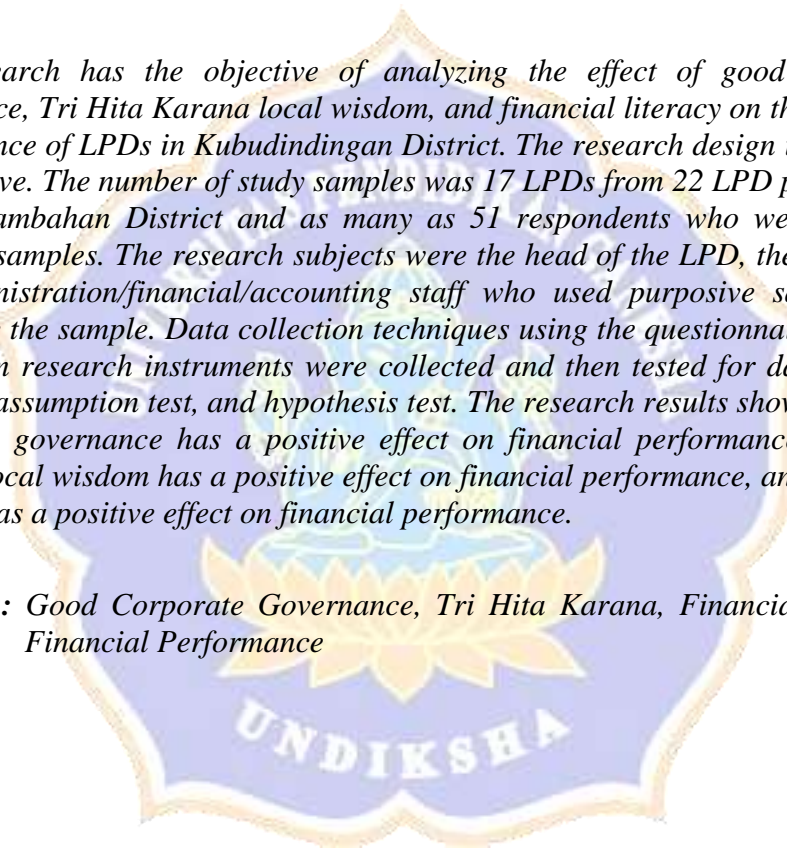 earch has the objective of analyzing the effect of good
ce, Tri Hita Karana local wisdom, and financial literacy on th
nce of LPDs in Kubudindingan District. The research design
ve. The number of study samples was 17 LPDs from 22 LPD p
ambahan District and as many as 51 respondents who we
samples. The research subjects were the head of the LPD, the
nistration/financial/accounting staff who used purposive s
the sample. Data collection techniques using the questionna
n research instruments were collected and then tested for d
assumption test, and hypothesis test. The research results show
governance has a positive effect on financial performance
ocal wisdom has a positive effect on financial performance, an
as a positive effect on financial performance.
: Good Corporate Governance, Tri Hita Karana, Financia
Financial Performance
UNDIKSHA